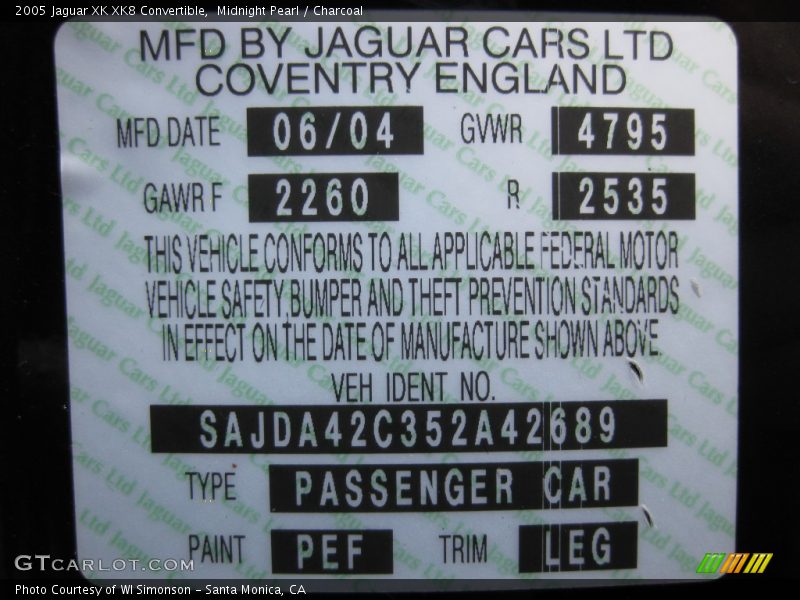 2005 Jaguar XK XK8 Convertible,  Midnight Pearl / Charcoal
MFD BY JAGUAR CARS LTD
COVENTRY ENGLAND
MFD DATE 06/04 GVWR 4795
GAWR F 2260 R 2535
THIS VEHICLE CONFORMS TO ALL APPLICABLE FEDERAL MOTOR
VEHICLE SAFETY,BUMPER AND THEFT PREVENTION STANDARDS
IN EFFECT ON THE DATE OF MANUFACTURE SHOWN ABOVE
VEH IDENT NO.
SAJDA42C352A42689
TYPE PASSENGER CAR
PAINT PEF TRIM LEG
GTCARLOT.COM
Photo Courtesy of WI Simonson – Santa Monica, CA